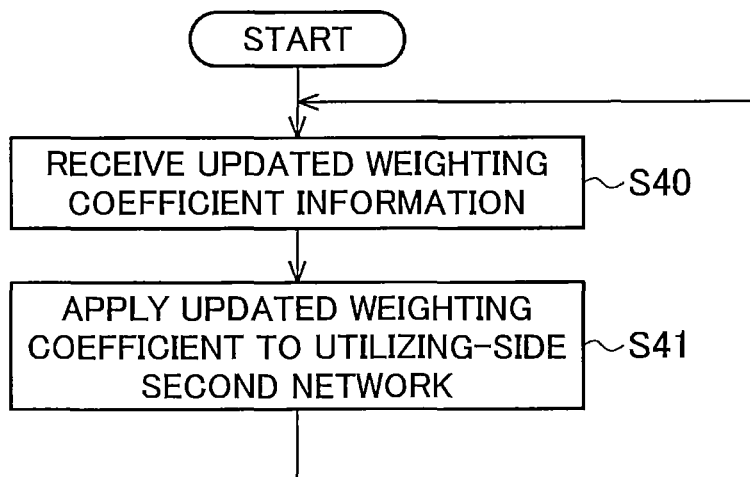 START
RECEIVE UPDATED WEIGHTING
COEFFICIENT INFORMATION
S40
APPLY UPDATED WEIGHTING
COEFFICIENT TO UTILIZING-SIDE
SECOND NETWORK
S41